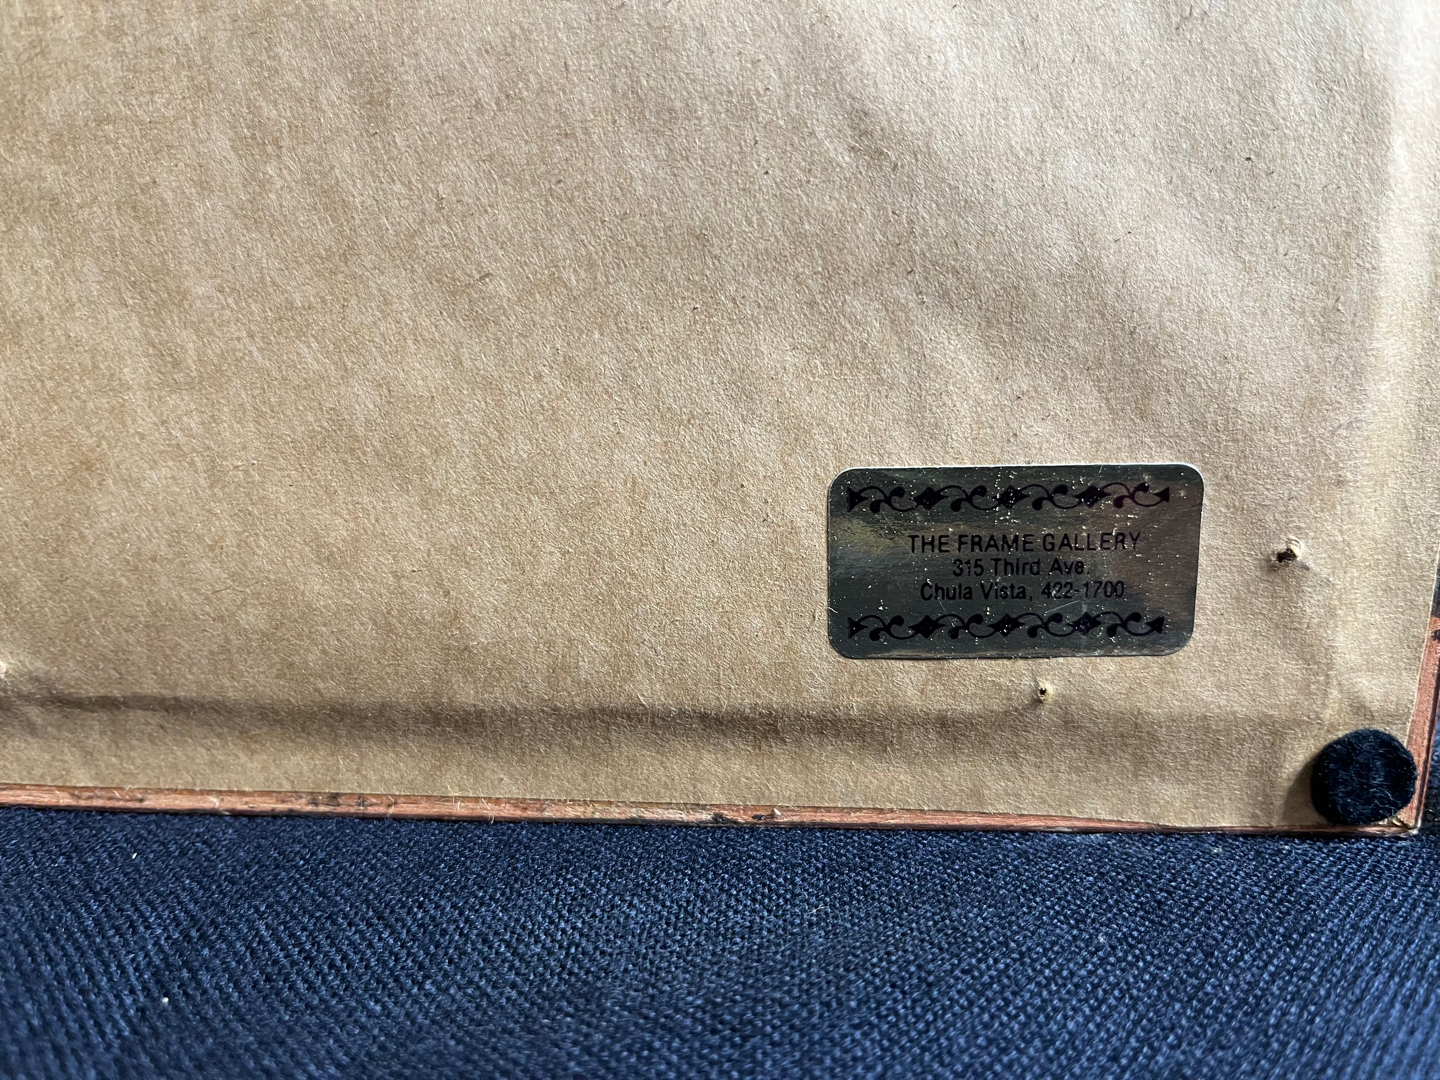 THE FRAME GALLERY
315 Third Ave.
Chula Vista, 422-1700